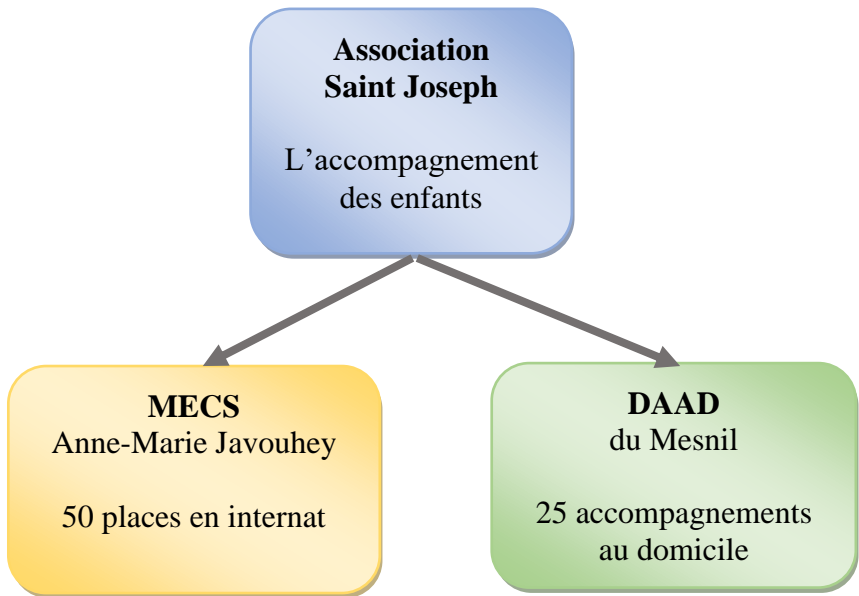 Association
Saint Joseph
L’accompagnement
des enfants
MECS
Anne-Marie Javouhey
50 places en internat
DAAD
du Mesnil
25 accompagnements
au domicile